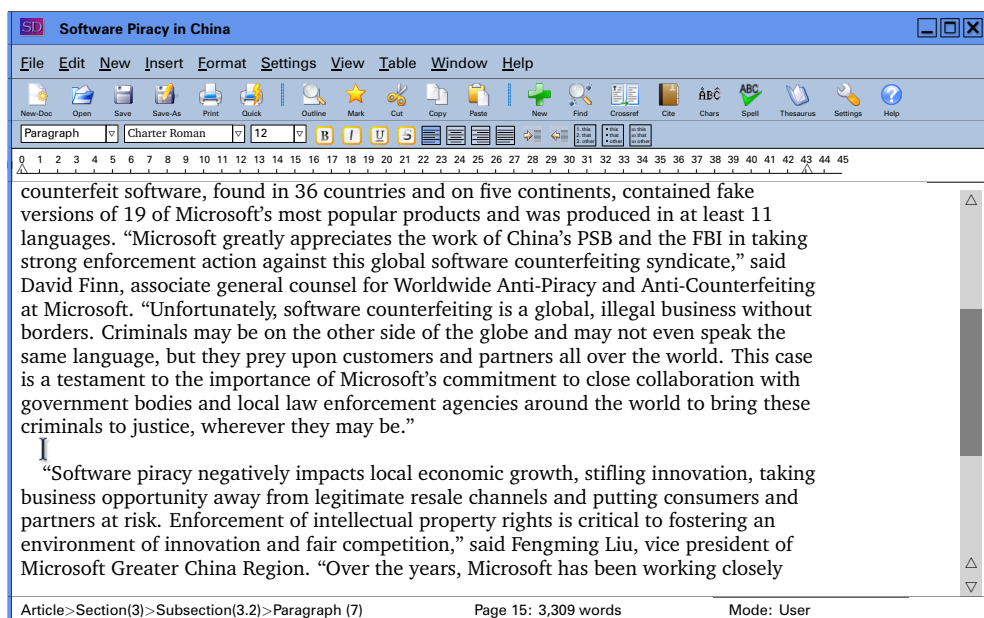 SD Software Piracy in China
File Edit New Insert Format Settings View Table Window Help
New-Doc Open Save Save-As Print Quick Outline Mark Cut Copy Paste New Find Crossref Cite ÂBĈ Chars ABC Spell Thesaurus Settings Help
Paragraph Charter Roman 12 B I U S 1. this 2. that 3. other • this • that • other
0 1 2 3 4 5 6 7 8 9 10 11 12 13 14 15 16 17 18 19 20 21 22 23 24 25 26 27 28 29 30 31 32 33 34 35 36 37 38 39 40 41 42 43 44 45
counterfeit software, found in 36 countries and on five continents, contained fake
versions of 19 of Microsoft’s most popular products and was produced in at least 11
languages. “Microsoft greatly appreciates the work of China’s PSB and the FBI in taking
strong enforcement action against this global software counterfeiting syndicate,” said
David Finn, associate general counsel for Worldwide Anti-Piracy and Anti-Counterfeiting
at Microsoft. “Unfortunately, software counterfeiting is a global, illegal business without
borders. Criminals may be on the other side of the globe and may not even speak the
same language, but they prey upon customers and partners all over the world. This case
is a testament to the importance of Microsoft’s commitment to close collaboration with
government bodies and local law enforcement agencies around the world to bring these
criminals to justice, wherever they may be.”
“Software piracy negatively impacts local economic growth, stifling innovation, taking
business opportunity away from legitimate resale channels and putting consumers and
partners at risk. Enforcement of intellectual property rights is critical to fostering an
environment of innovation and fair competition,” said Fengming Liu, vice president of
Microsoft Greater China Region. “Over the years, Microsoft has been working closely
Article>Section(3)>Subsection(3.2)>Paragraph (7) Page 15: 3,309 words Mode: User